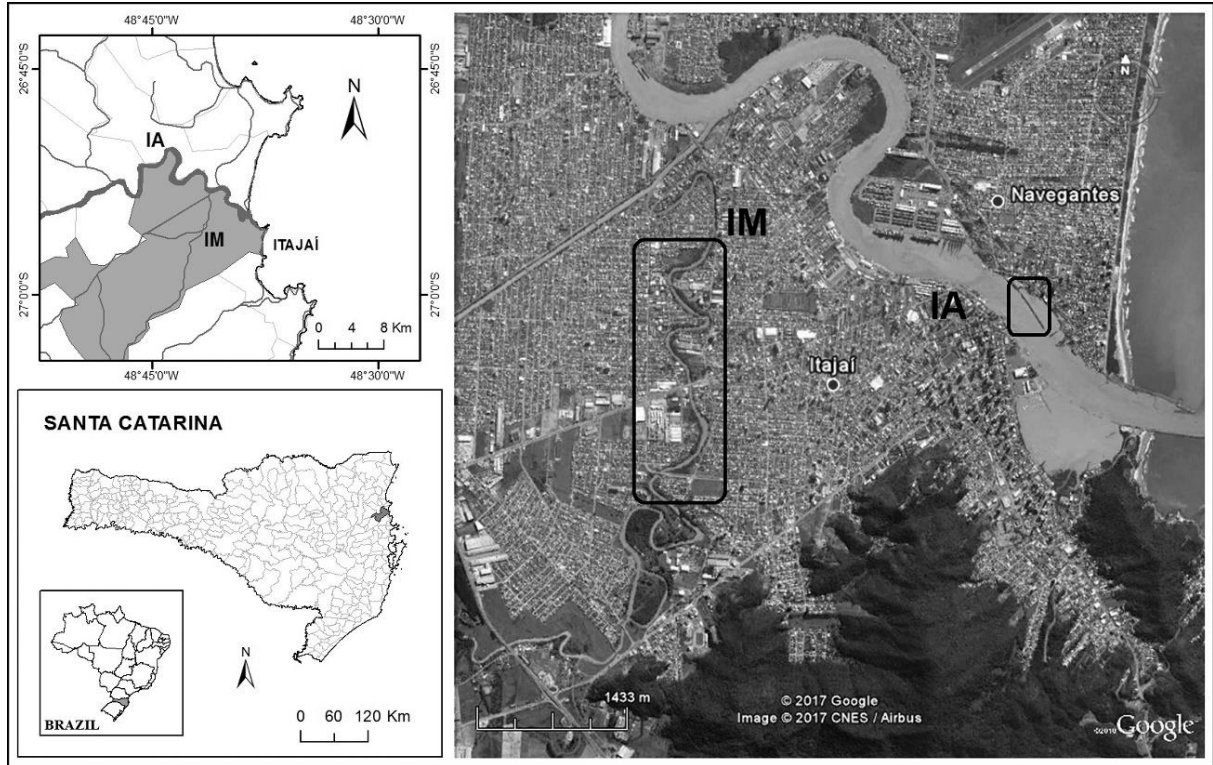 48°45'0"W
48°30'0"W
26°45'0"S
26°45'0"S
N
IA
IM
ITAJAÍ
27°0'0"S
27°0'0"S
0 4 8 Km
48°45'0"W
48°30'0"W
SANTA CATARINA
BRAZIL
N
0 60 120 Km
N
Navegantes
IM
IA
Itajaí
1433 m
© 2017 Google
Image © 2017 CNES / Airbus
©2010 Google